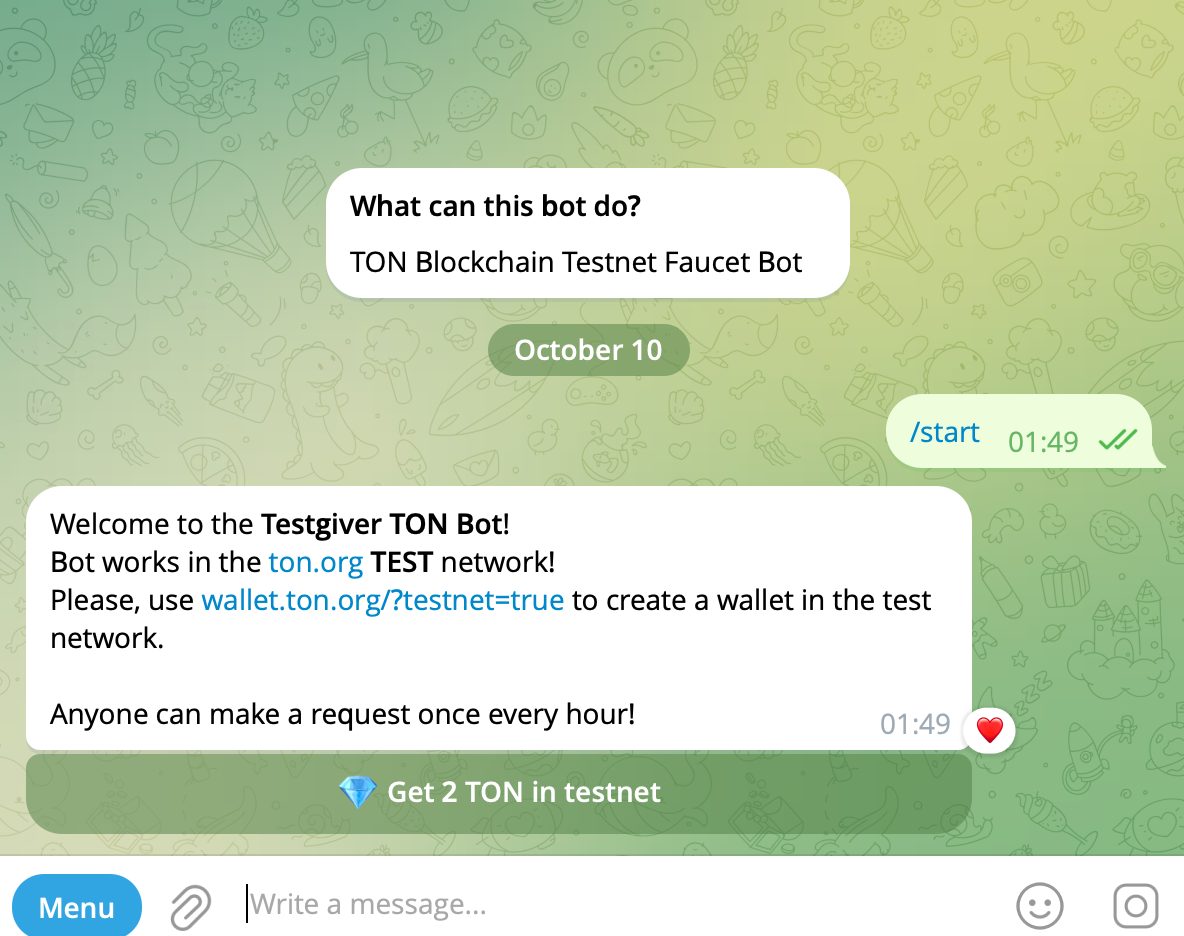 What can this bot do?
TON Blockchain Testnet Faucet Bot
October 10
/start 01:49
Welcome to the Testgiver TON Bot!
Bot works in the ton.org TEST network!
Please, use wallet.ton.org/?testnet=true to create a wallet in the test
network.
Anyone can make a request once every hour!
01:49
Get 2 TON in testnet
Menu
Write a message...